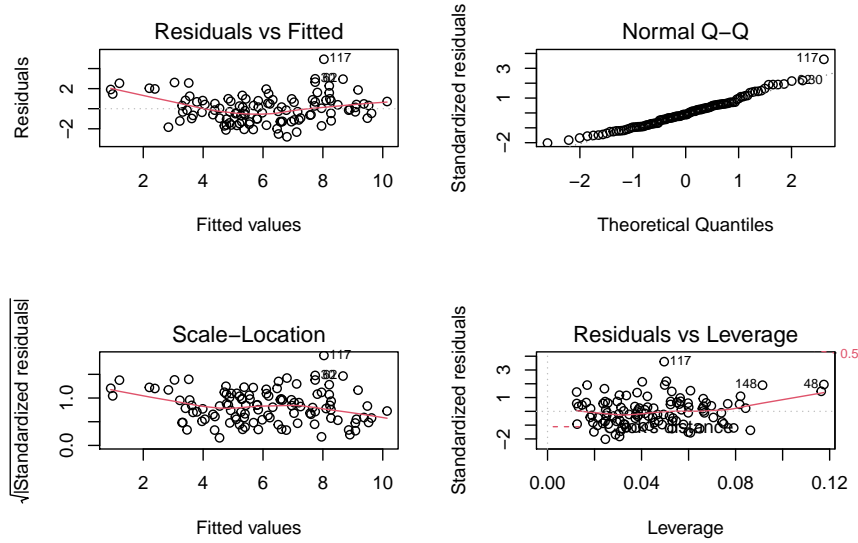 Residuals vs Fitted
Residuals
2
−2
117
2 4 6 8 10
Fitted values
Normal Q−Q
Standardized residuals
3
1
−2
117
−2 −1 0 1 2
Theoretical Quantiles
Scale−Location
√|Standardized residuals|
1.0
0.0
117
2 4 6 8 10
Fitted values
Residuals vs Leverage
Standardized residuals
3
1
−2
117
148
48
0.5
Cook's distance
0.00 0.04 0.08 0.12
Leverage